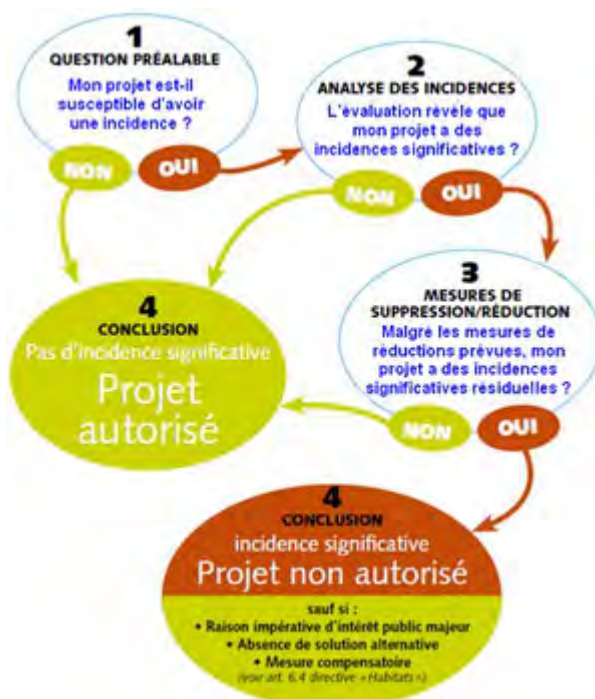 1
QUESTION PRÉALABLE
Mon projet est-il
susceptible d'avoir
une incidence ?
NON
OUI
2
ANALYSE DES INCIDENCES
L'évaluation révèle que
mon projet a des
incidences significatives ?
NON
OUI
3
MESURES DE
SUPPRESSION/RÉDUCTION
Malgré les mesures de
réductions prévues, mon
projet a des incidences
significatives résiduelles ?
NON
OUI
4
CONCLUSION
Pas d'incidence significative
Projet
autorisé
4
CONCLUSION
incidence significative
Projet non autorisé
sauf si :
• Raison impérative d'intérêt public majeur
• Absence de solution alternative
• Mesure compensatoire
(voir art. 6.4 directive « Habitats »)